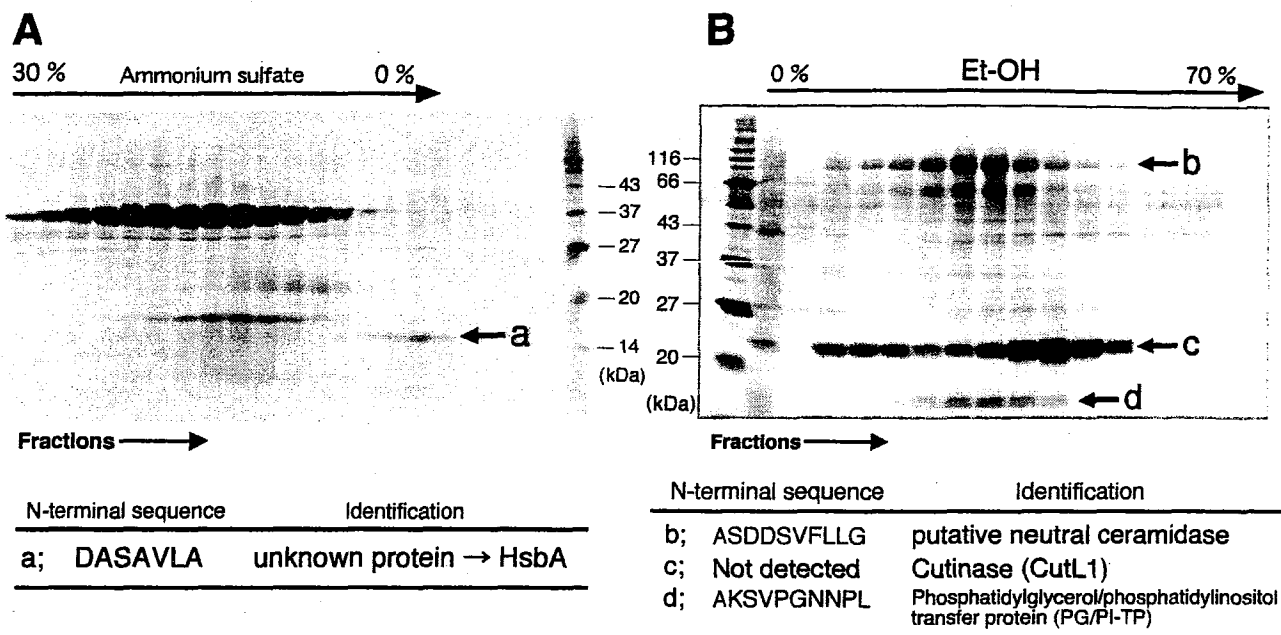 A
30 % Ammonium sulfate 0 %
43
37
27
20
14
(kDa)
a
Fractions
N-terminal sequence Identification
a; DASAVLA unknown protein → HsbA
B
0 % Et-OH 70 %
116
66
43
37
27
20
(kDa)
b
c
d
Fractions
N-terminal sequence Identification
b; ASDDSVFLLG putative neutral ceramidase
c; Not detected Cutinase (CutL1)
d; AKSVPGNNPL Phosphatidylglycerol/phosphatidylinositol
transfer protein (PG/PI-TP)